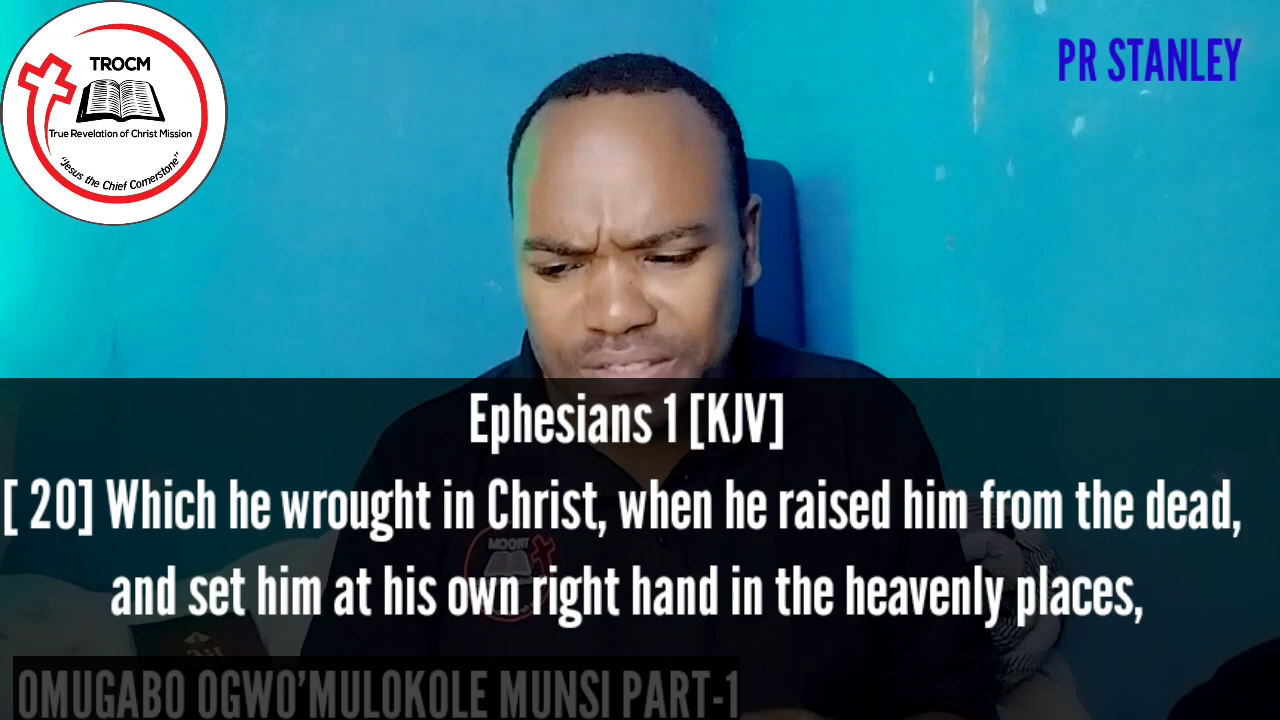 TROCM
True Revelation of Christ Mission
"Jesus the Chief Cornerstone"
PR STANLEY
Ephesians 1 [KJV]
[ 20] Which he wrought in Christ, when he raised him from the dead,
and set him at his own right hand in the heavenly places,
TROCM
OMUGABO OGWO'MULOKOLE MUNSI PART-1